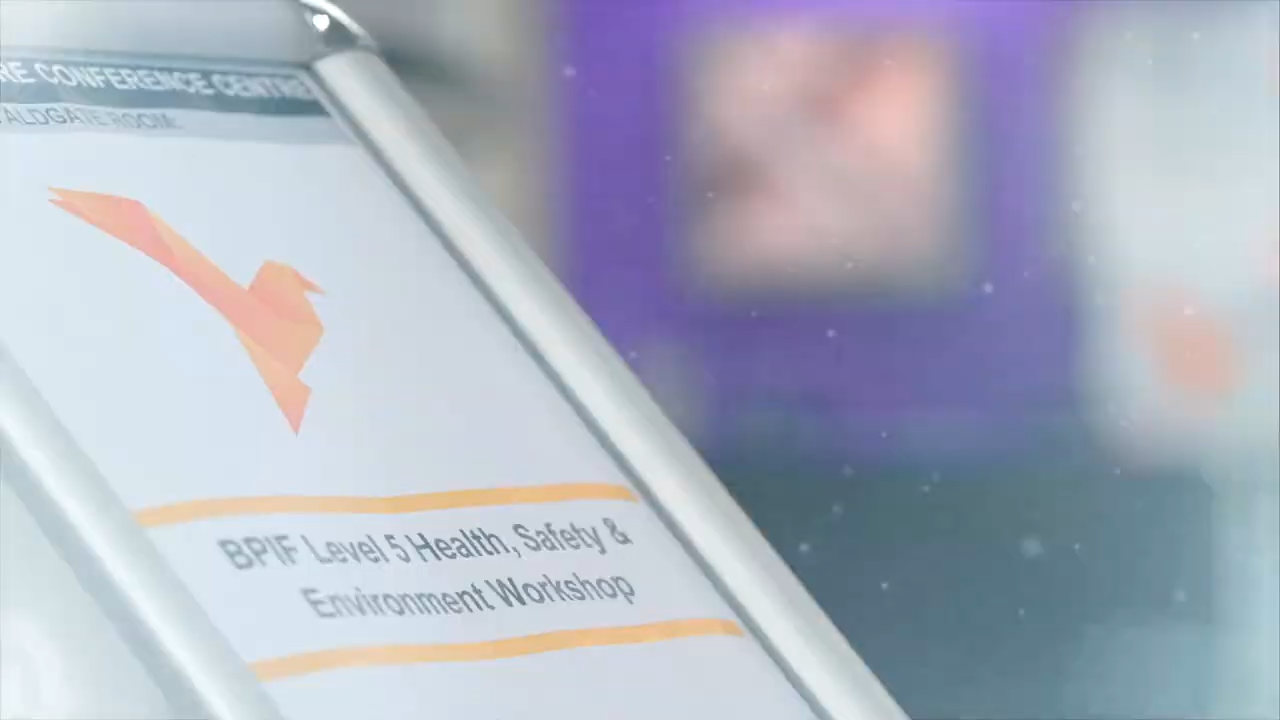 RE CONFERENCE CENTRE
ALDGATE ROOM
BPIF Level 5 Health, Safety &
Environment Workshop